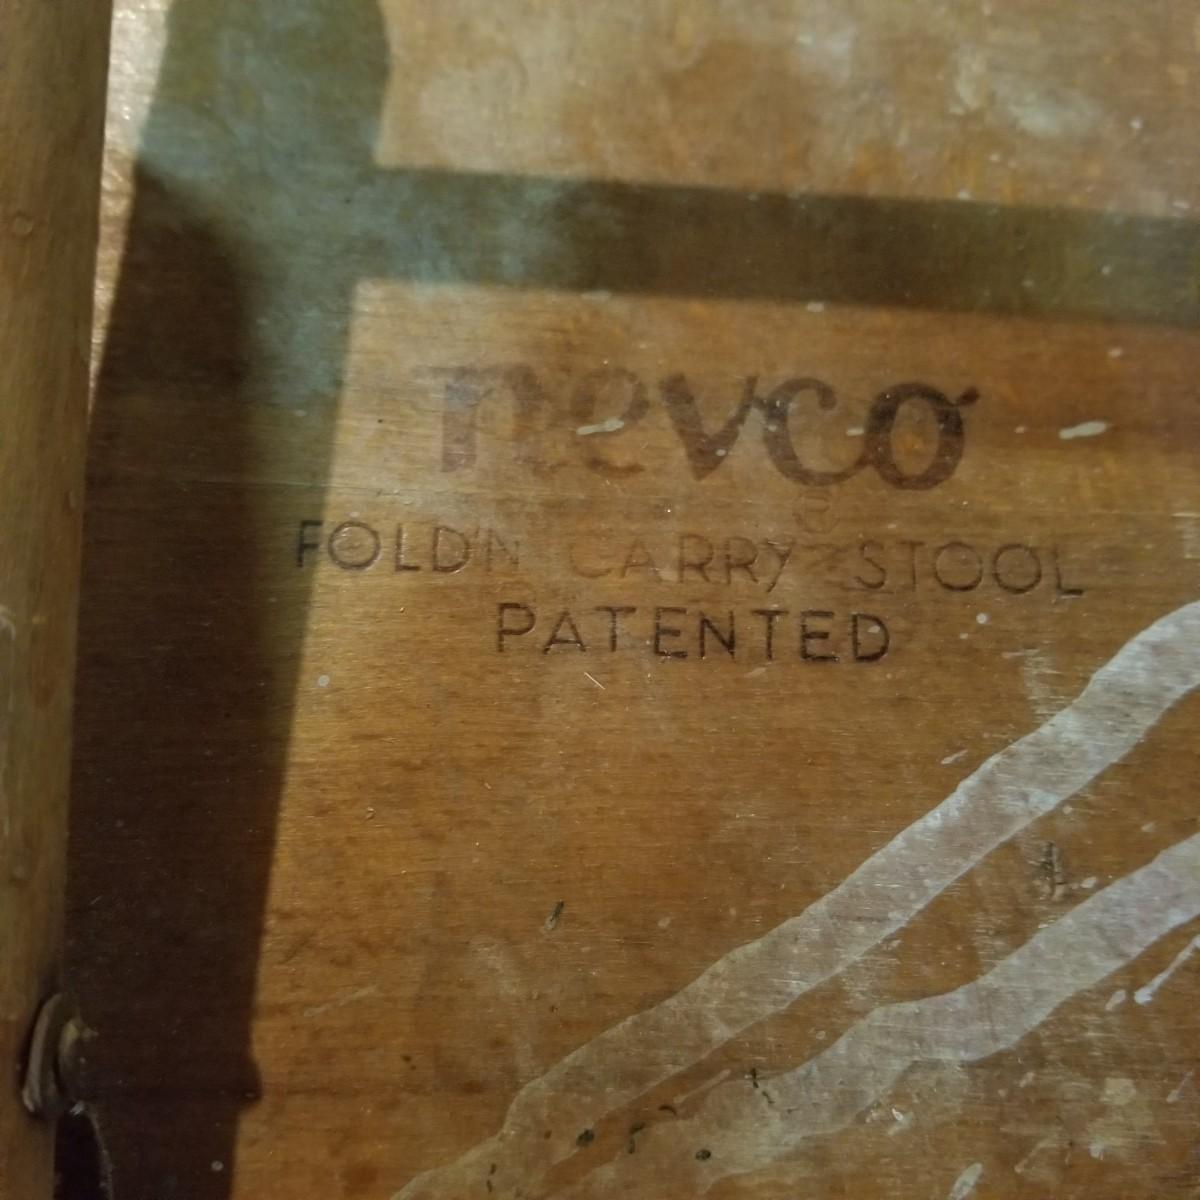 nevco
®
FOLD'N CARRY STOOL
PATENTED